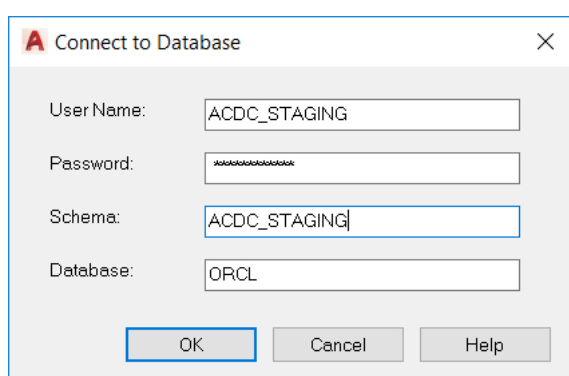 Connect to Database
User Name: ACDC_STAGING
Password: ************
Schema: ACDC_STAGING
Database: ORCL
OK Cancel Help